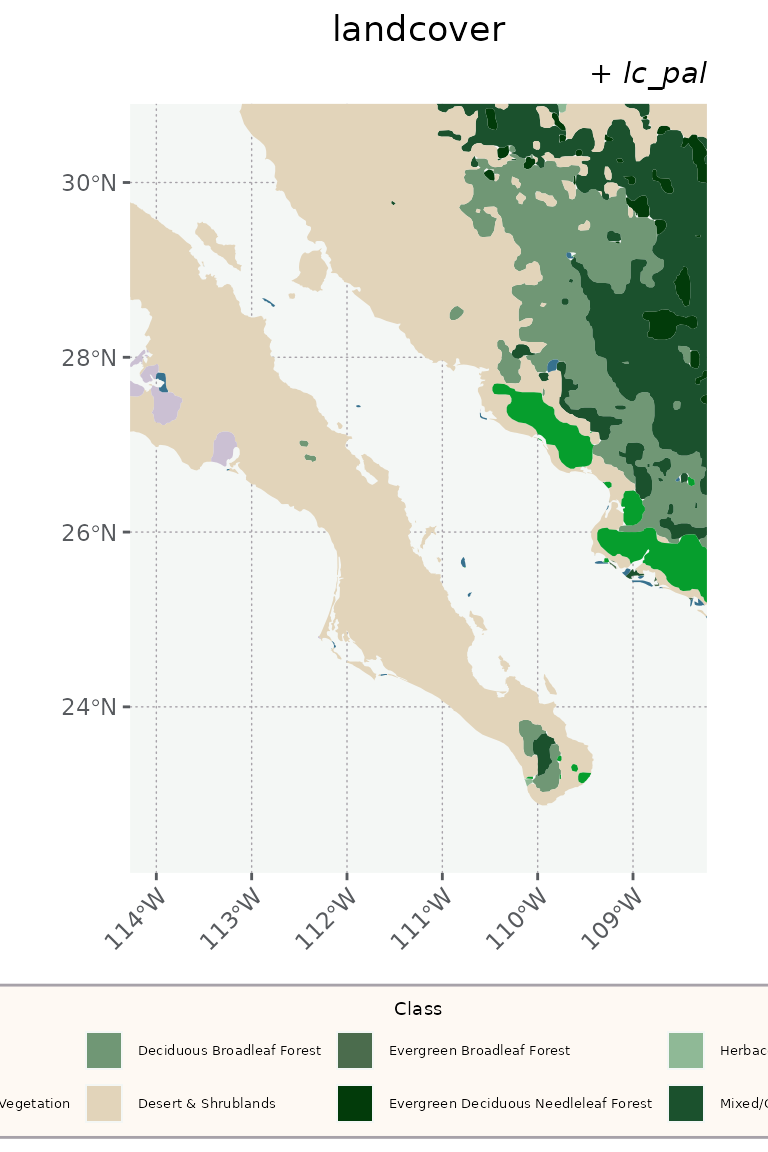 landcover
+ lc_pal
30°N
28°N
26°N
24°N
114°W
113°W
112°W
111°W
110°W
109°W
Class
Deciduous Broadleaf Forest
Evergreen Broadleaf Forest
Herbac
Vegetation
Desert & Shrublands
Evergreen Deciduous Needleleaf Forest
Mixed/